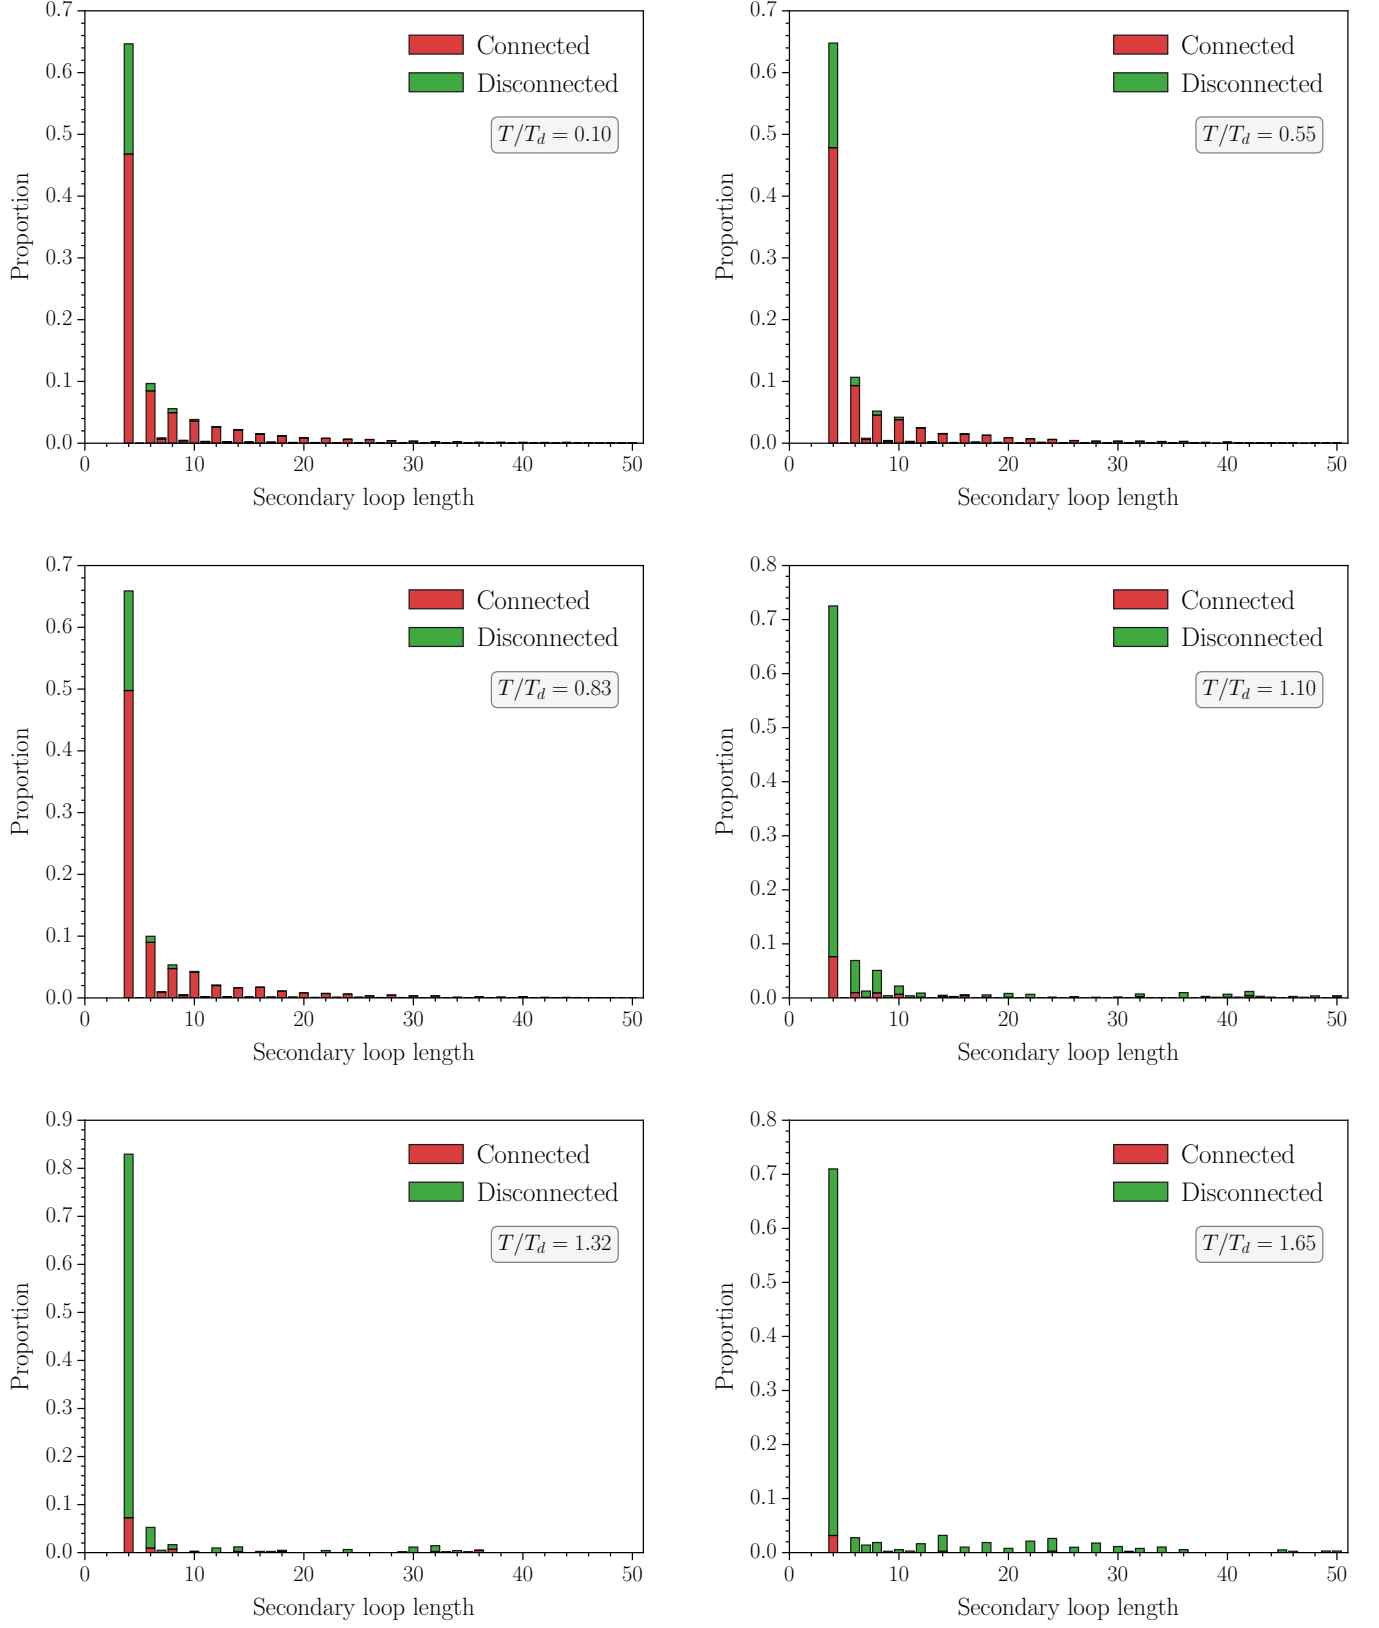 0.7
0.6
0.5
0.4
0.3
0.2
0.1
0.0
Proportion
Connected
Disconnected
T/T_d = 0.10
0 10 20 30 40 50
Secondary loop length
0.7
0.6
0.5
0.4
0.3
0.2
0.1
0.0
Proportion
Connected
Disconnected
T/T_d = 0.55
0 10 20 30 40 50
Secondary loop length
0.7
0.6
0.5
0.4
0.3
0.2
0.1
0.0
Proportion
Connected
Disconnected
T/T_d = 0.83
0 10 20 30 40 50
Secondary loop length
0.8
0.7
0.6
0.5
0.4
0.3
0.2
0.1
0.0
Proportion
Connected
Disconnected
T/T_d = 1.10
0 10 20 30 40 50
Secondary loop length
0.9
0.8
0.7
0.6
0.5
0.4
0.3
0.2
0.1
0.0
Proportion
Connected
Disconnected
T/T_d = 1.32
0 10 20 30 40 50
Secondary loop length
0.8
0.7
0.6
0.5
0.4
0.3
0.2
0.1
0.0
Proportion
Connected
Disconnected
T/T_d = 1.65
0 10 20 30 40 50
Secondary loop length